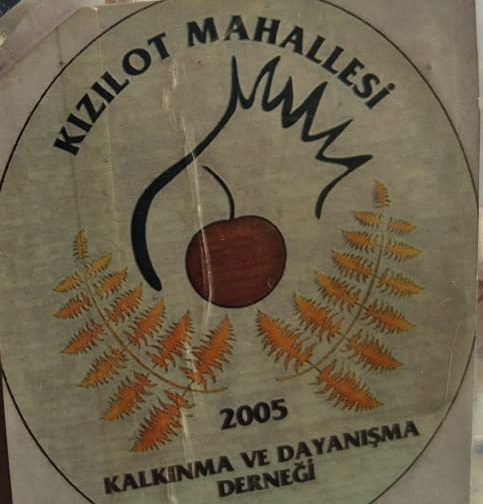 KIZILOT MAHALLESİ
2005
KALKINMA VE DAYANIŞMA
DERNEĞİ